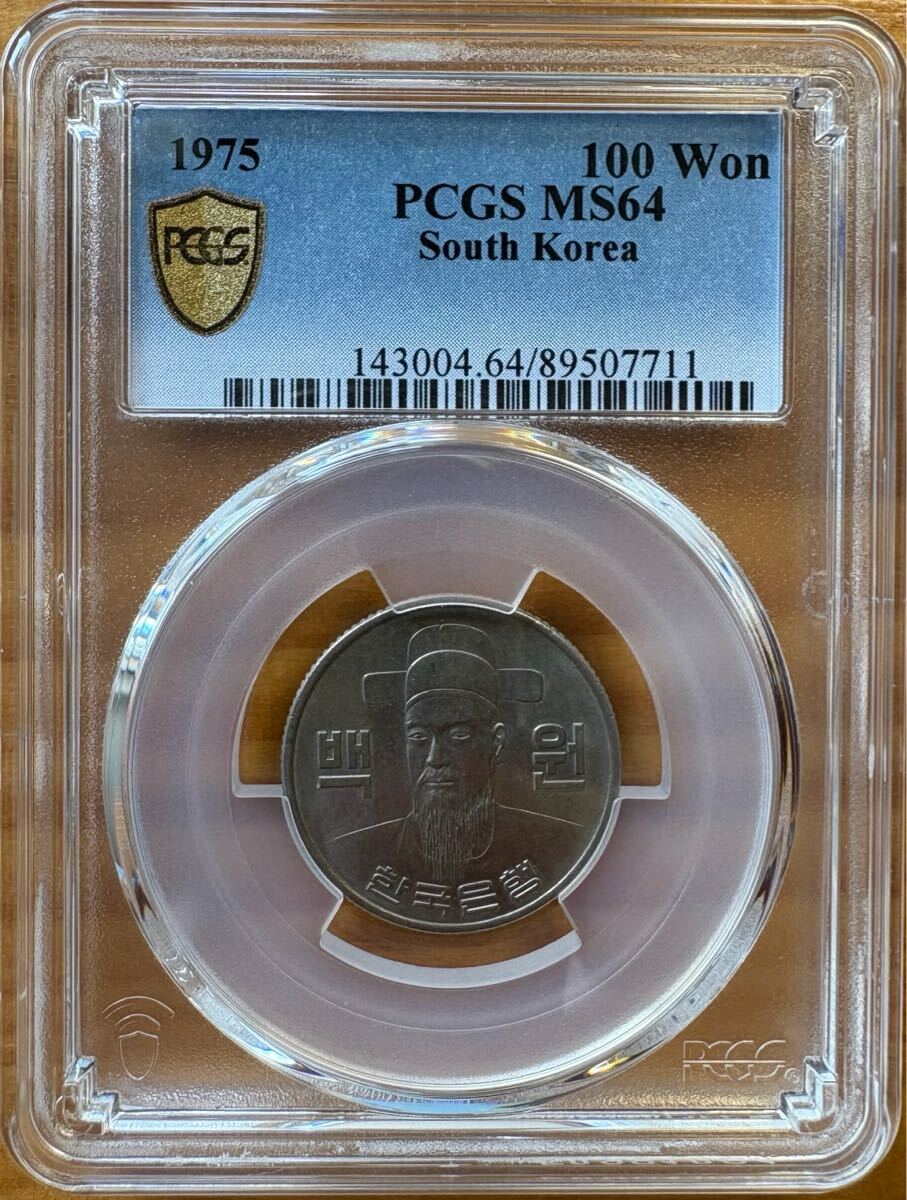 1975 100 Won
PCGS MS64
South Korea
PCGS
143004.64/89507711
백 원
한국은행
PCGS